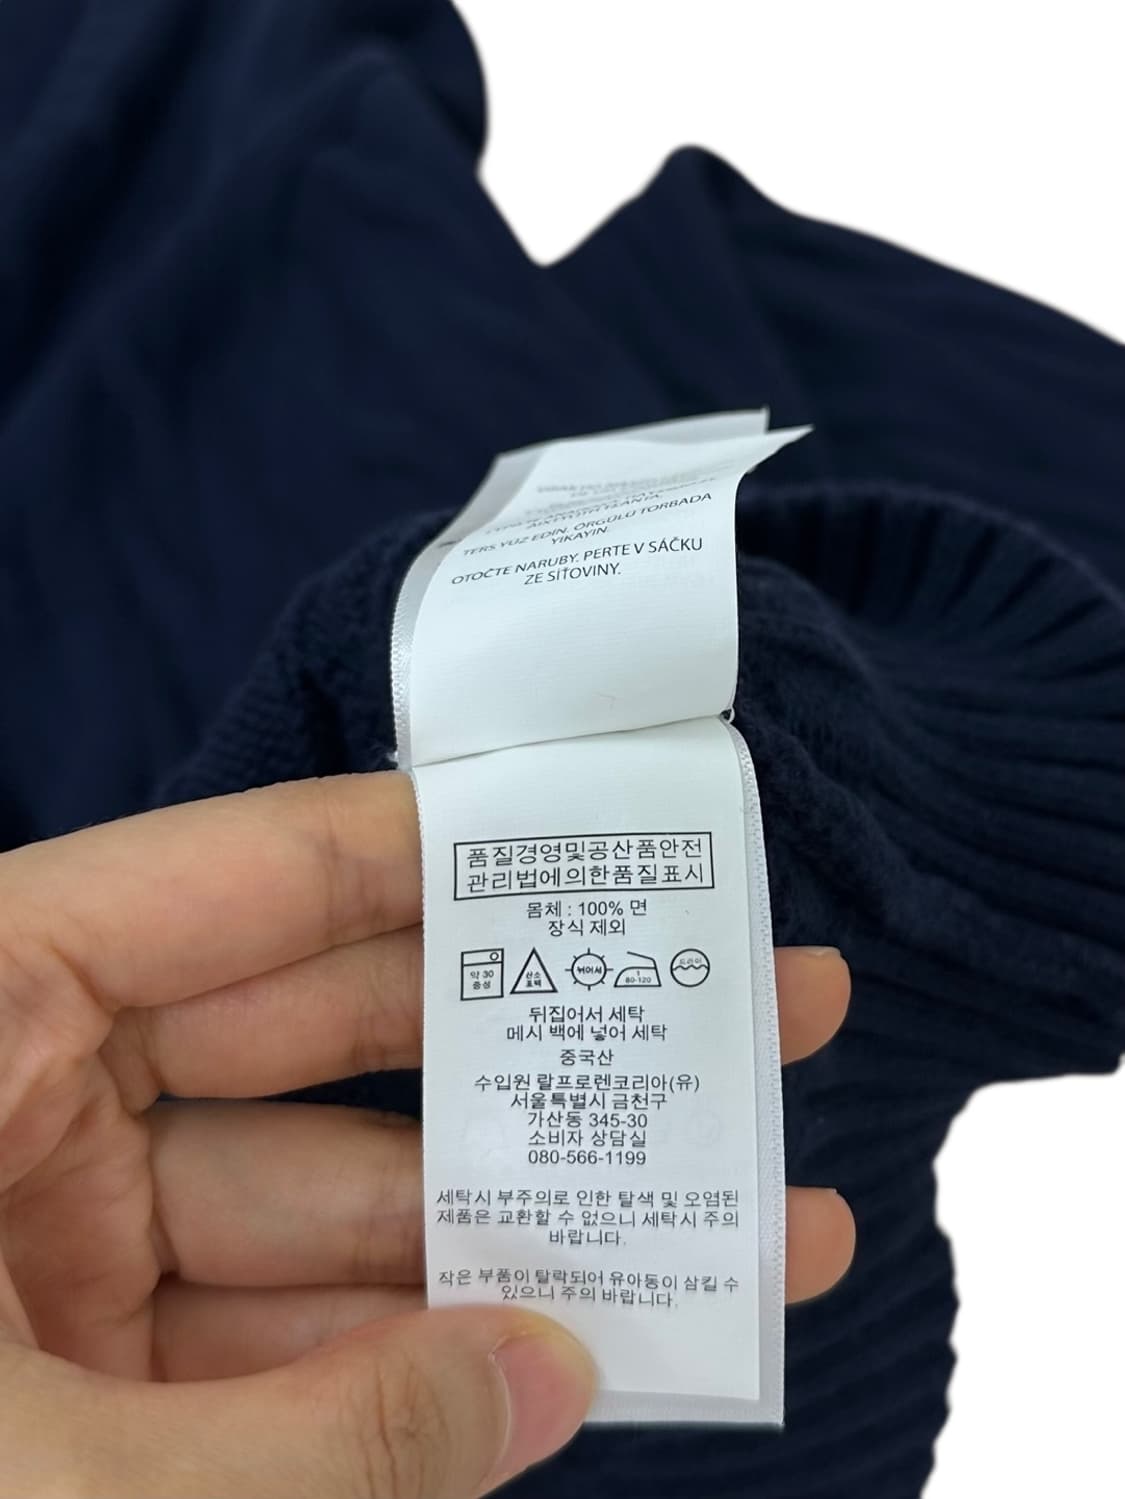 AIXTWITH TLANTA.
TERS YÜZ EDİN. ÖRGÜLÜ TORBADA
YIKAYIN.
OTOČTE NARUBY. PERTE V SÁČKU
ZE SÍŤOVINY.
품질경영및공산품안전
관리법에의한품질표시
몸체 : 100% 면
장식 제외
약 30
중성
산소
표백
뉘어서
1
80-120
드라이
뒤집어서 세탁
메시 백에 넣어 세탁
중국산
수입원 랄프로렌코리아(유)
서울특별시 금천구
가산동 345-30
소비자 상담실
080-566-1199
세탁시 부주의로 인한 탈색 및 오염된
제품은 교환할 수 없으니 세탁시 주의
바랍니다.
작은 부품이 탈락되어 유아동이 삼킬 수
있으니 주의 바랍니다.